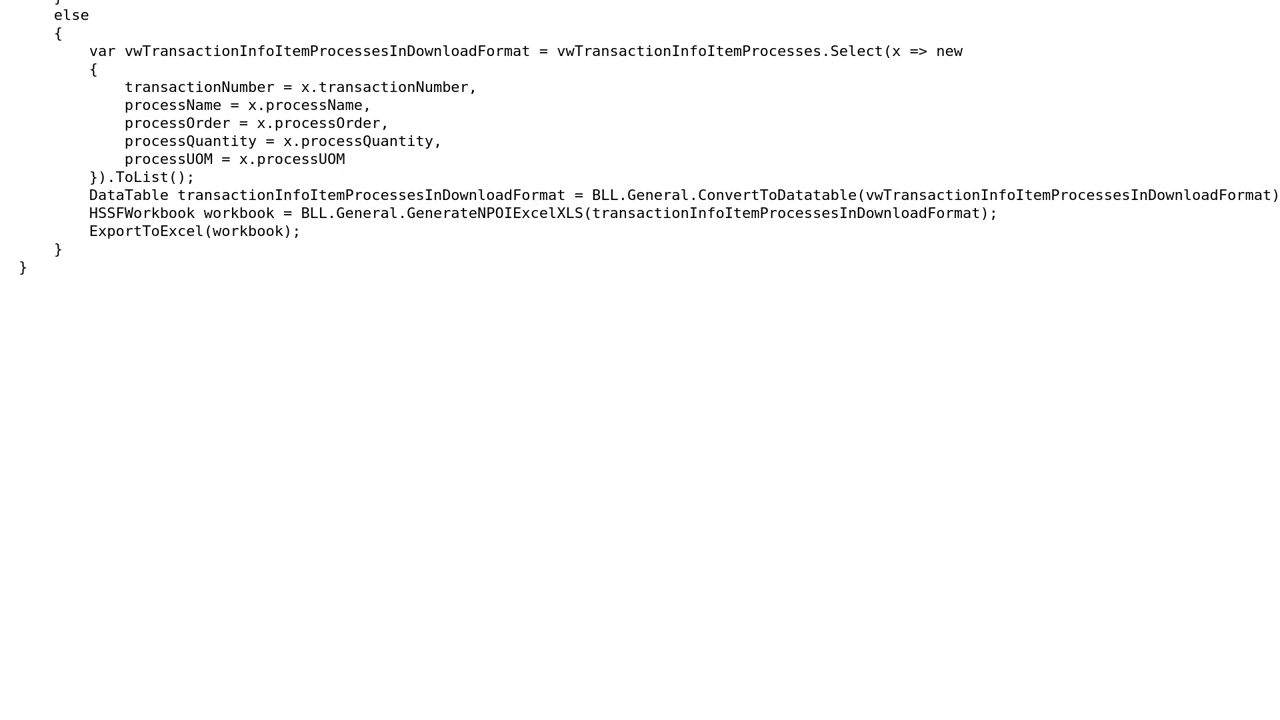 }
else
{
var vwTransactionInfoItemProcessesInDownloadFormat = vwTransactionInfoItemProcesses.Select(x => new
{
transactionNumber = x.transactionNumber,
processName = x.processName,
processOrder = x.processOrder,
processQuantity = x.processQuantity,
processUOM = x.processUOM
}).ToList();
DataTable transactionInfoItemProcessesInDownloadFormat = BLL.General.ConvertToDatatable(vwTransactionInfoItemProcessesInDownloadFormat)
HSSFWorkbook workbook = BLL.General.GenerateNPOIExcelXLS(transactionInfoItemProcessesInDownloadFormat);
ExportToExcel(workbook);
}
}